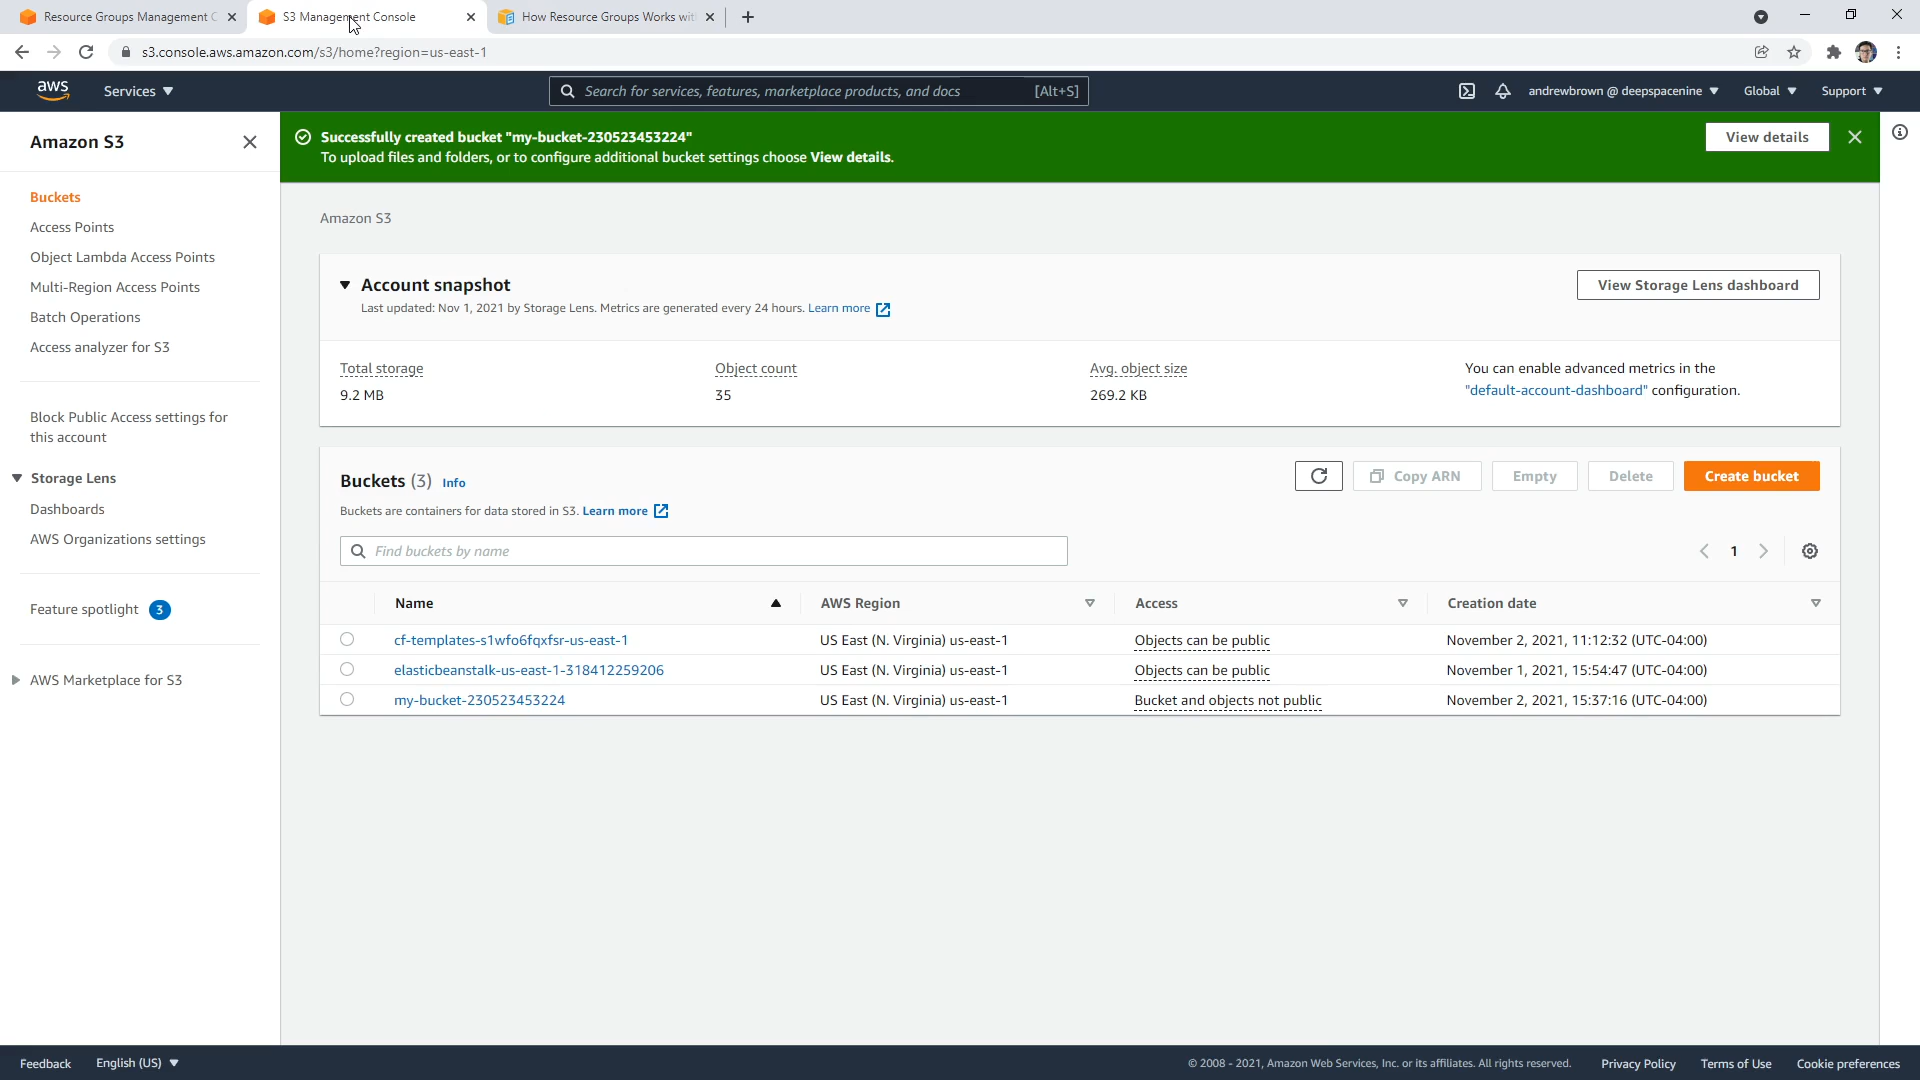 Resource Groups Management C
S3 Management Console
How Resource Groups Works wit
s3.console.aws.amazon.com/s3/home?region=us-east-1
aws
Services
Search for services, features, marketplace products, and docs
[Alt+S]
andrewbrown @ deepspacenine
Global
Support
Amazon S3
Buckets
Access Points
Object Lambda Access Points
Multi-Region Access Points
Batch Operations
Access analyzer for S3
Block Public Access settings for
this account
Storage Lens
Dashboards
AWS Organizations settings
Feature spotlight 3
AWS Marketplace for S3
Successfully created bucket "my-bucket-230523453224"
To upload files and folders, or to configure additional bucket settings choose View details.
View details
Amazon S3
Account snapshot
Last updated: Nov 1, 2021 by Storage Lens. Metrics are generated every 24 hours. Learn more
View Storage Lens dashboard
Total storage
9.2 MB
Object count
35
Avg. object size
269.2 KB
You can enable advanced metrics in the
"default-account-dashboard" configuration.
Buckets (3) Info
Buckets are containers for data stored in S3. Learn more
Copy ARN
Empty
Delete
Create bucket
Find buckets by name
1
Name AWS Region Access Creation date
cf-templates-s1wfo6fqxfsr-us-east-1 US East (N. Virginia) us-east-1 Objects can be public November 2, 2021, 11:12:32 (UTC-04:00)
elasticbeanstalk-us-east-1-318412259206 US East (N. Virginia) us-east-1 Objects can be public November 1, 2021, 15:54:47 (UTC-04:00)
my-bucket-230523453224 US East (N. Virginia) us-east-1 Bucket and objects not public November 2, 2021, 15:37:16 (UTC-04:00)
Feedback
English (US)
© 2008 - 2021, Amazon Web Services, Inc. or its affiliates. All rights reserved.
Privacy Policy
Terms of Use
Cookie preferences